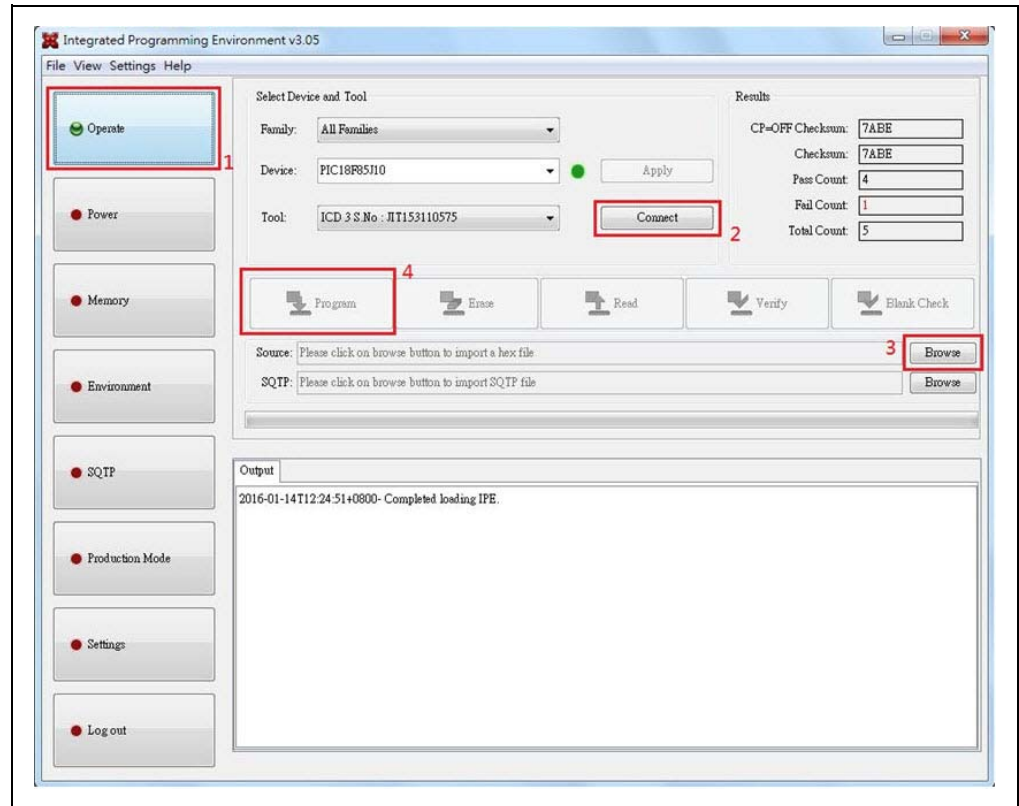 Integrated Programming Environment v3.05
File View Settings Help
Operate
1
Power
Memory
Environment
SQTP
Production Mode
Settings
Log out
Select Device and Tool
Family: All Families
Device: PIC18F85J10 Apply
Tool: ICD 3 S.No : JIT153110575 Connect
2
Results
CP=OFF Checksum: 7ABE
Checksum: 7ABE
Pass Count: 4
Fail Count: 1
Total Count: 5
4
Program Erase Read Verify Blank Check
Source: Please click on browse button to import a hex file 3 Browse
SQTP: Please click on browse button to import SQTP file Browse
Output
2016-01-14T12:24:51+0800- Completed loading IPE.